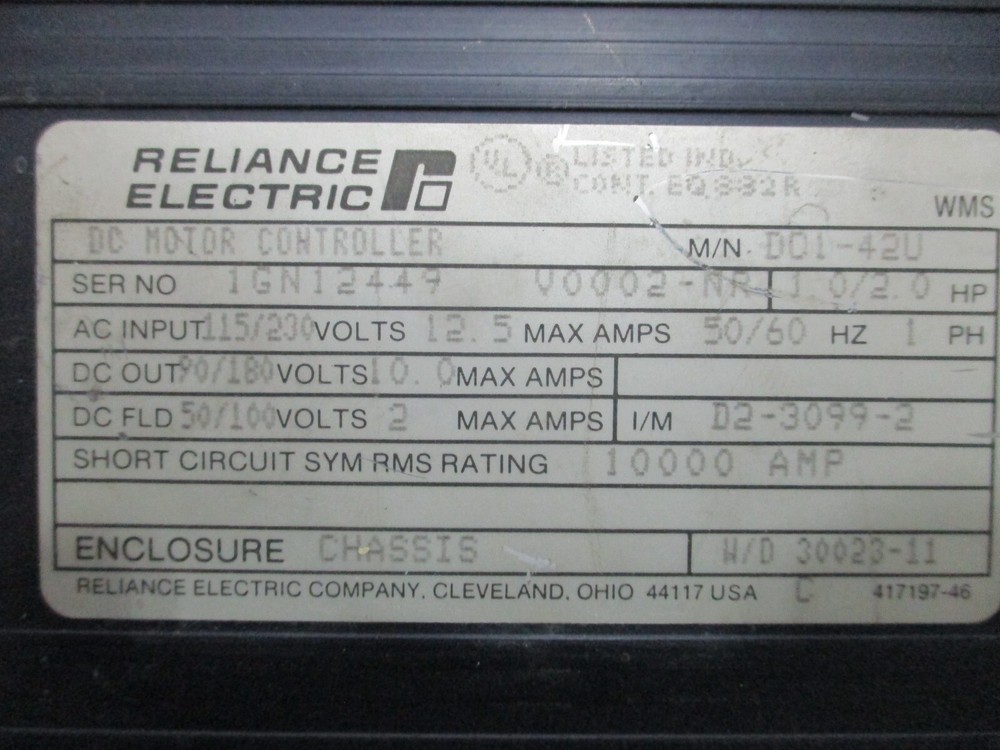 RELIANCE
ELECTRIC
UL R LISTED IND.
CONT. EQ 882R
WMS
DC MOTOR CONTROLLER M/N DC1-42U
SER NO 1GN12449 V0002-NR 1.0/2.0 HP
AC INPUT 115/230 VOLTS 12.5 MAX AMPS 50/60 HZ 1 PH
DC OUT 90/180 VOLTS 10.0 MAX AMPS
DC FLD 50/100 VOLTS 2 MAX AMPS I/M D2-3099-2
SHORT CIRCUIT SYM RMS RATING 10000 AMP
ENCLOSURE CHASSIS W/D 30023-11
RELIANCE ELECTRIC COMPANY, CLEVELAND, OHIO 44117 USA C 417197-46